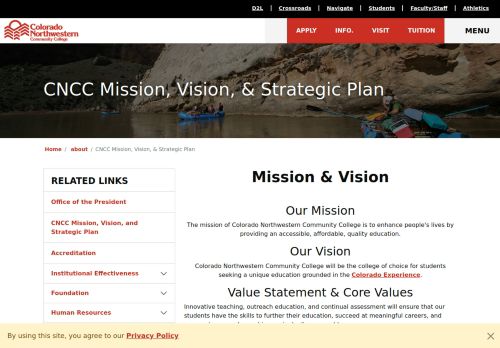 D2L | Crossroads | Navigate | Students | Faculty/Staff | Athletics
Colorado
Northwestern
Community College
APPLY INFO. VISIT TUITION MENU
CNCC Mission, Vision, & Strategic Plan
Home / about / CNCC Mission, Vision, & Strategic Plan
RELATED LINKS
Office of the President
CNCC Mission, Vision, and
Strategic Plan
Accreditation
Institutional Effectiveness
Foundation
Human Resources
Mission & Vision
Our Mission
The mission of Colorado Northwestern Community College is to enhance people's lives by
providing an accessible, affordable, quality education.
Our Vision
Colorado Northwestern Community College will be the college of choice for students
seeking a unique education grounded in the Colorado Experience.
Value Statement & Core Values
Innovative teaching, outreach education, and continual assessment will ensure that our
students have the skills to further their education, succeed at meaningful careers, and
By using this site, you agree to our Privacy Policy
X